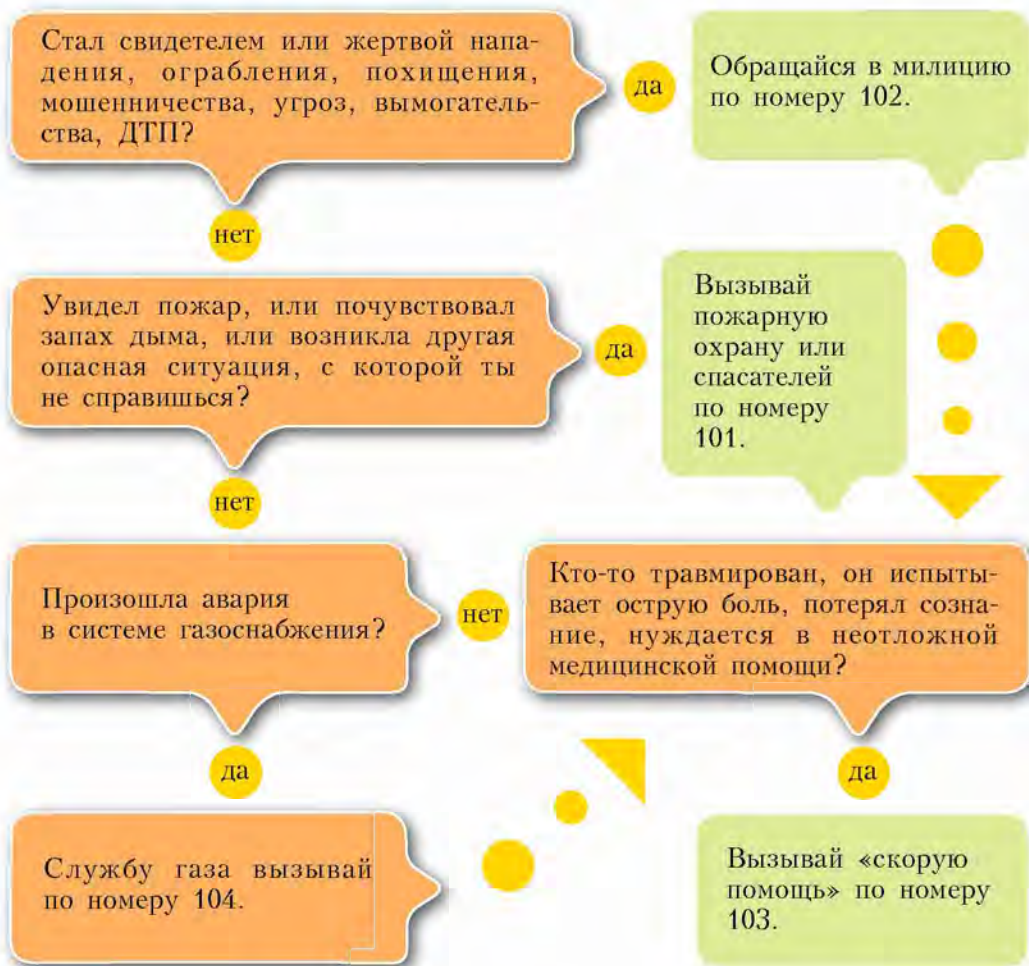 Стал свидетелем или жертвой напа-
дения, ограбления, похищения,
мошенничества, угроз, вымогатель-
ства, ДТП?
да
Обращайся в милицию
по номеру 102.
нет
Увидел пожар, или почувствовал
запах дыма, или возникла другая
опасная ситуация, с которой ты
не справишься?
да
Вызывай
пожарную
охрану или
спасателей
по номеру
101.
нет
Произошла авария
в системе газоснабжения?
нет
Кто-то травмирован, он испыты-
вает острую боль, потерял созна-
ние, нуждается в неотложной
медицинской помощи?
да
Службу газа вызывай
по номеру 104.
да
Вызывай «скорую
помощь» по номеру
103.